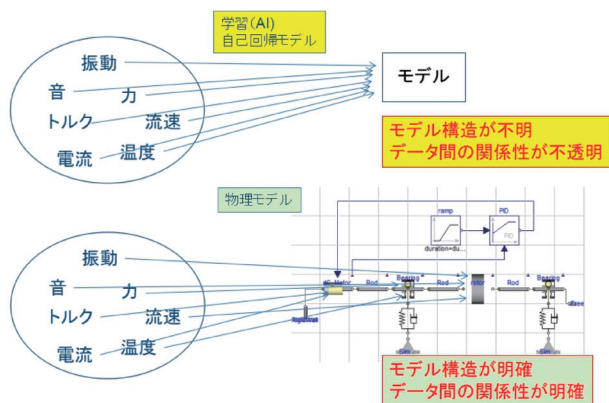 学習(AI)
自己回帰モデル
振動
音
力
トルク
流速
電流
温度
モデル
モデル構造が不明
データ間の関係性が不透明
物理モデル
振動
音
力
トルク
流速
電流
温度
ramp
duration=du...
PID
PID
Rod
Bearing
Rod
rotor
Rod
Bearing
モデル構造が明確
データ間の関係性が明確